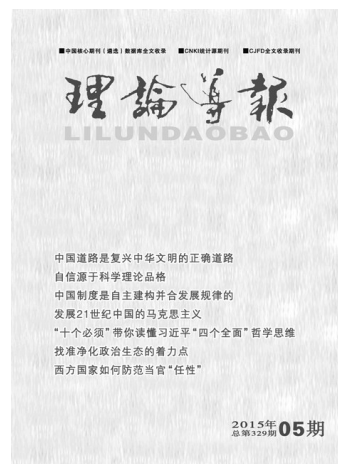 ■中国核心期刊（遴选）数据库全文收录 ■CNKI统计源期刊 ■CJFD全文收录期刊
理論导報
LILUNDAOBAO
中国道路是复兴中华文明的正确道路
自信源于科学理论品格
中国制度是自主建构并合发展规律的
发展21世纪中国的马克思主义
“十个必须”带你读懂习近平“四个全面”哲学思维
找准净化政治生态的着力点
西方国家如何防范当官“任性”
2015年
总第329期
05期